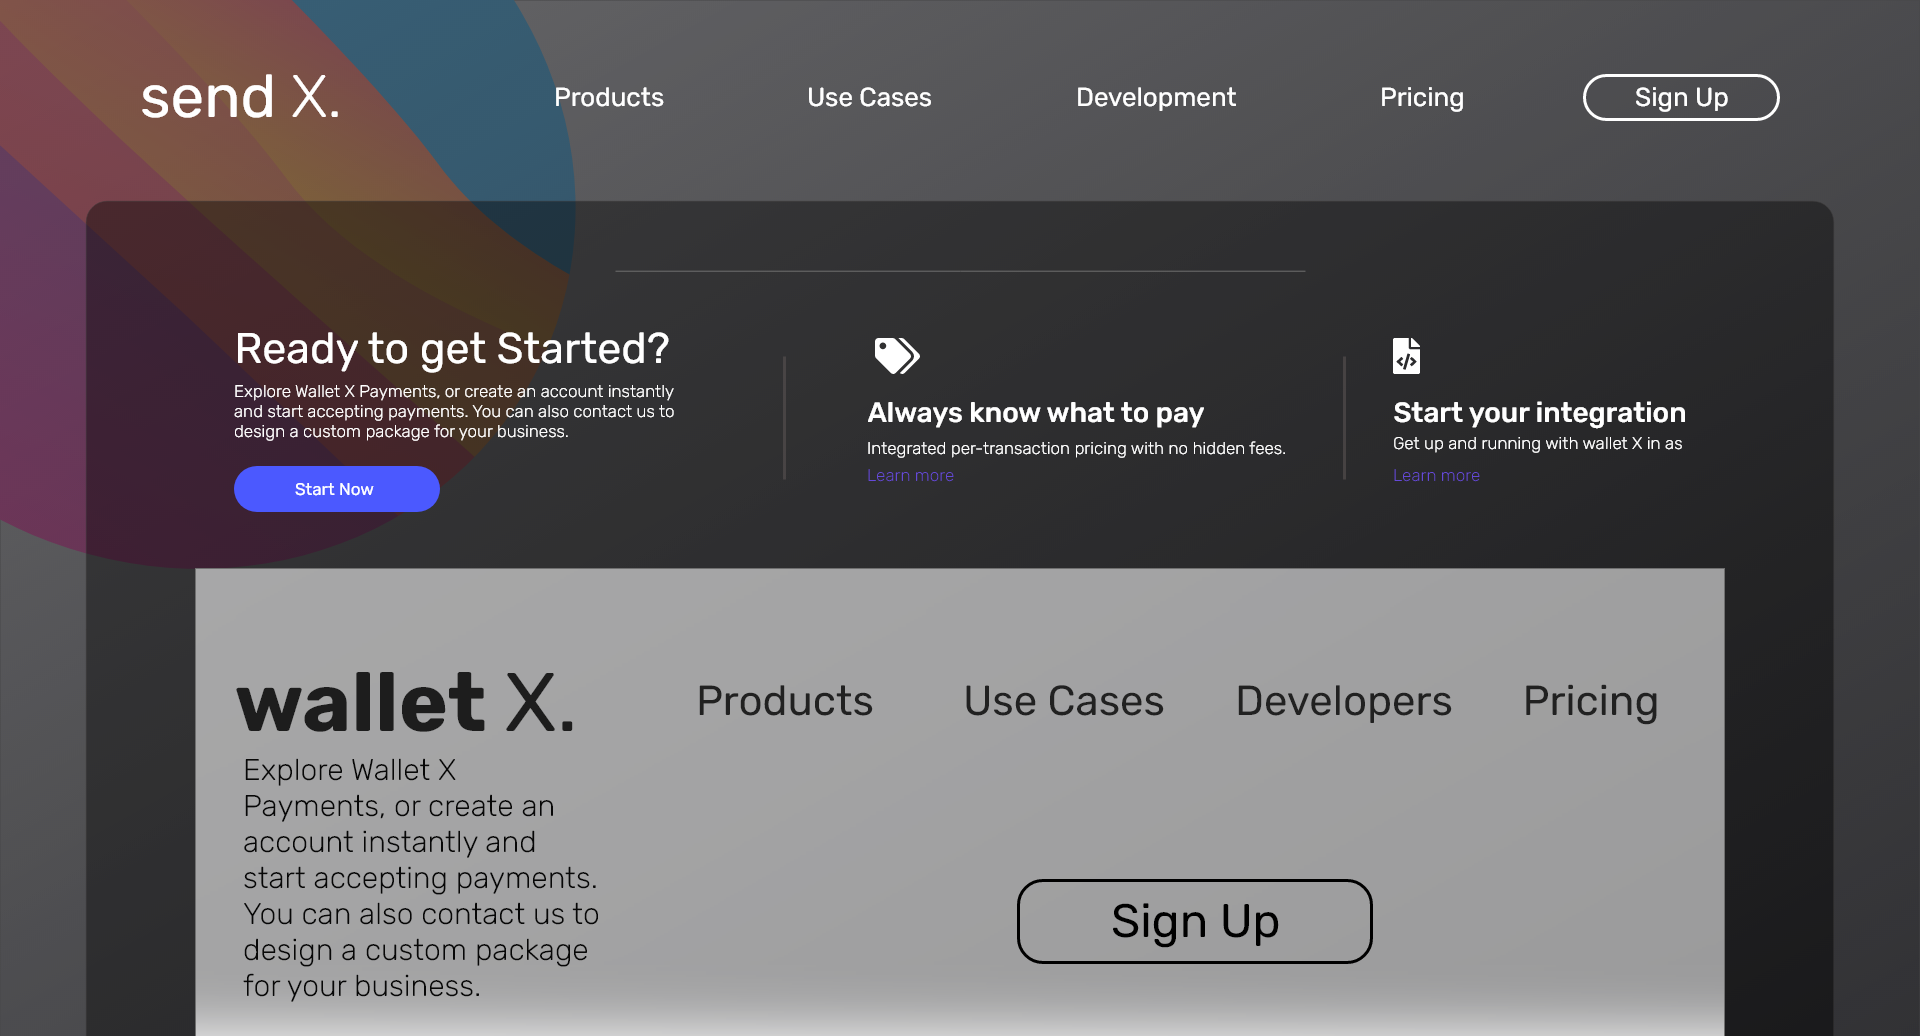 send X.
Products
Use Cases
Development
Pricing
Sign Up
Ready to get Started?
Explore Wallet X Payments, or create an account instantly
and start accepting payments. You can also contact us to
design a custom package for your business.
Start Now
Always know what to pay
Integrated per-transaction pricing with no hidden fees.
Learn more
</>
Start your integration
Get up and running with wallet X in as
Learn more
wallet X.
Products
Use Cases
Developers
Pricing
Explore Wallet X
Payments, or create an
account instantly and
start accepting payments.
You can also contact us to
design a custom package
for your business.
Sign Up